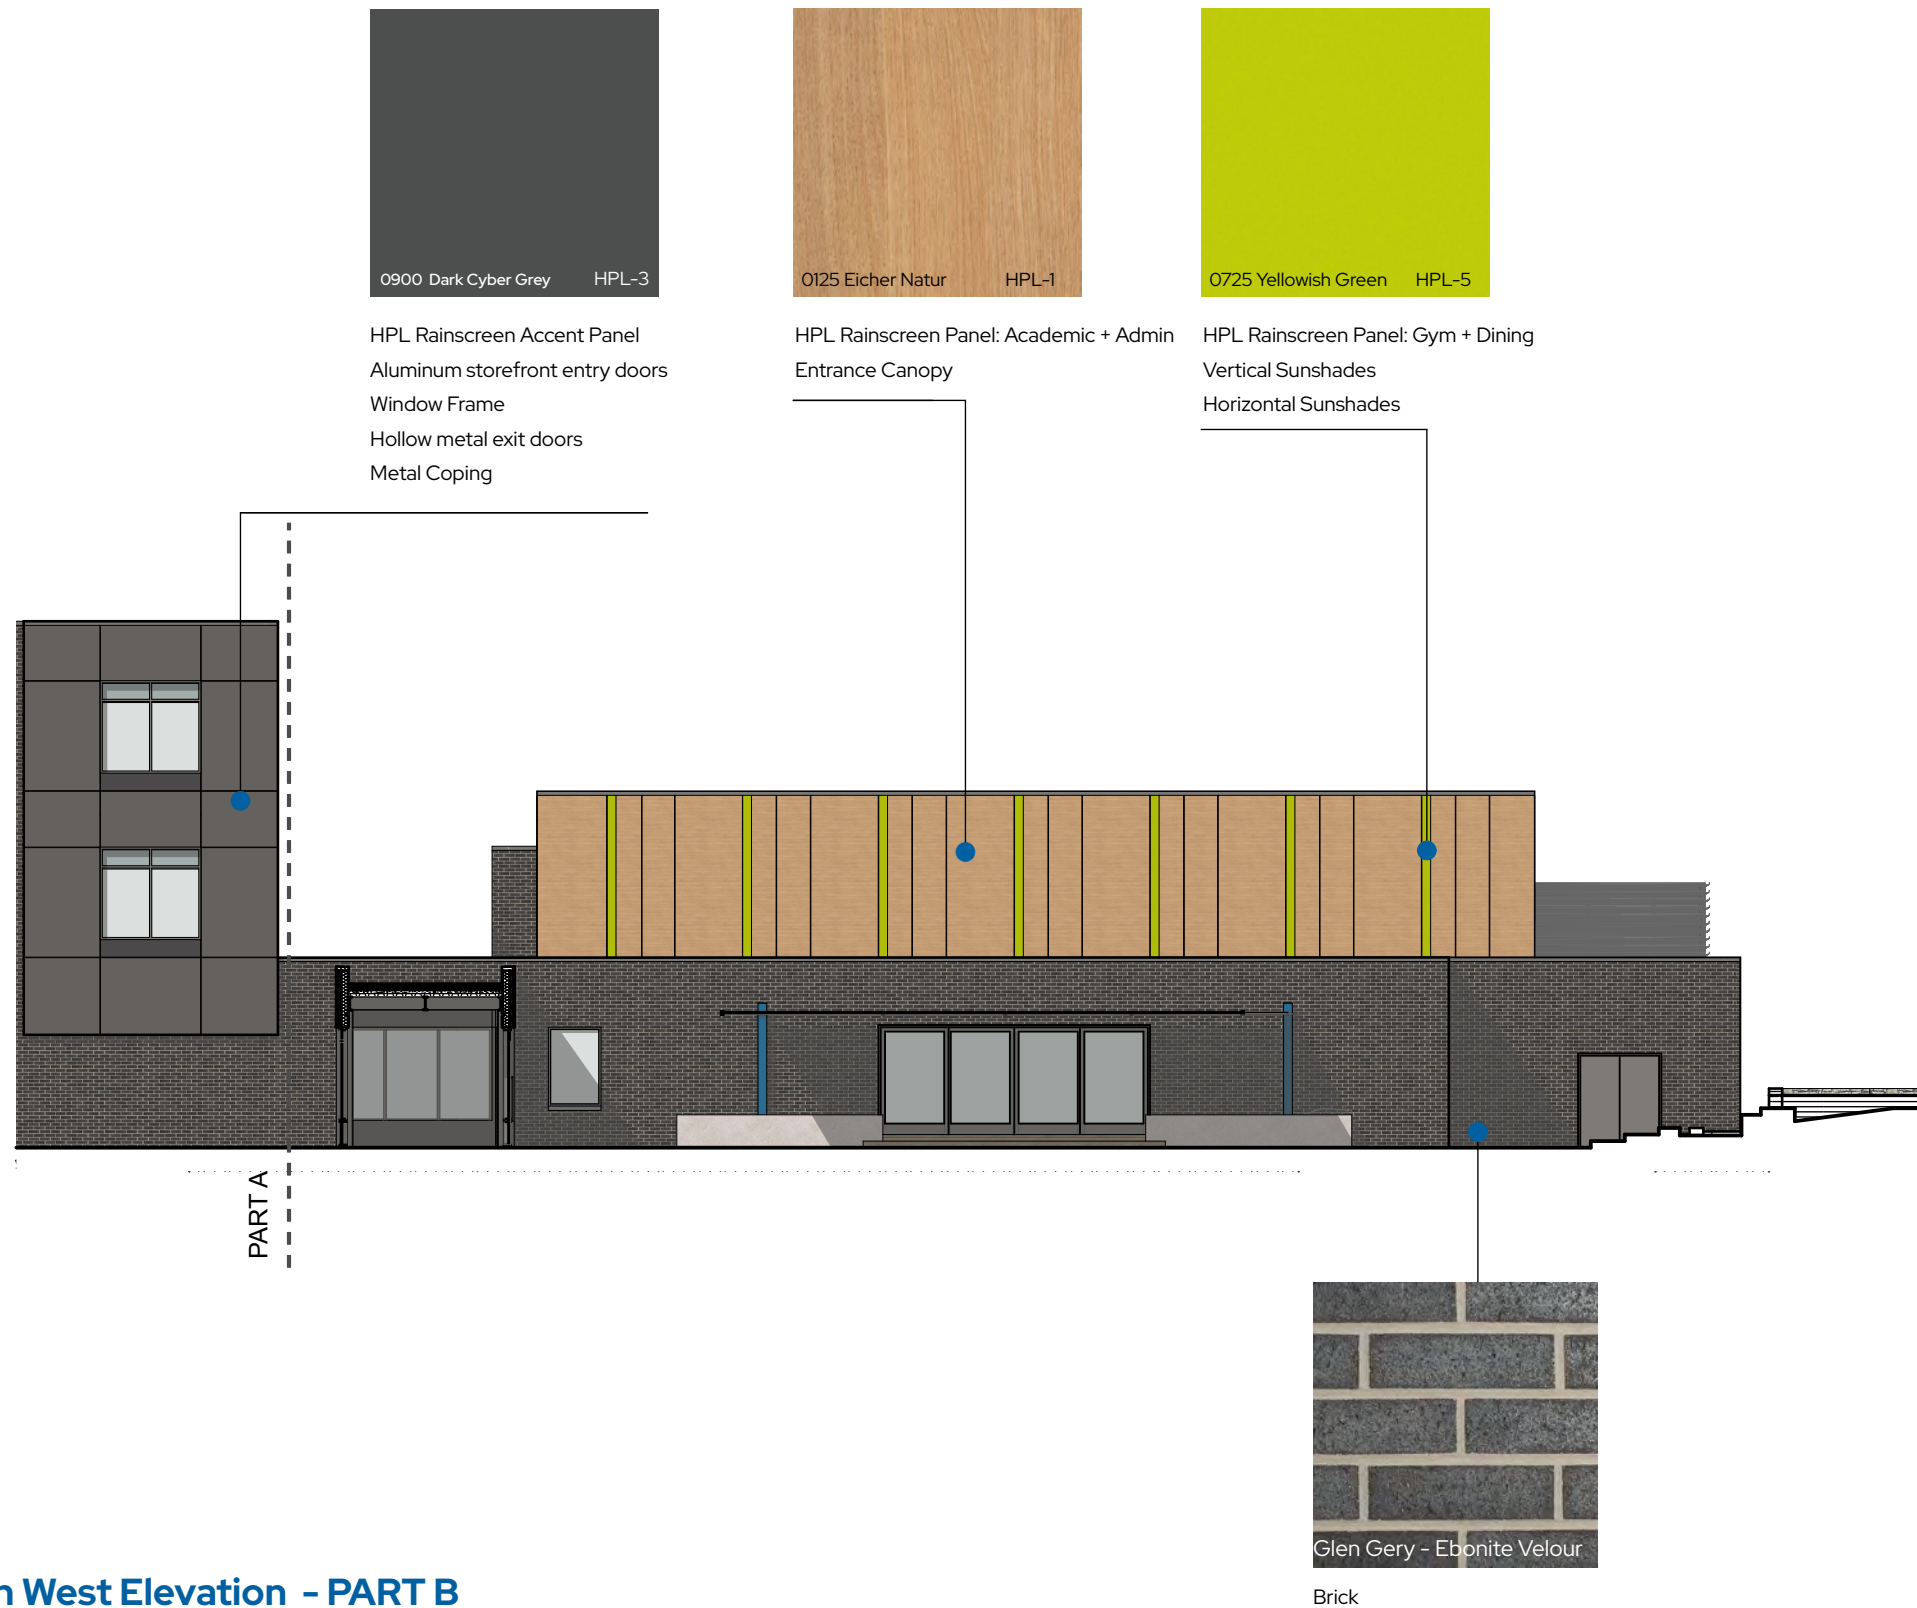 0900 Dark Cyber Grey HPL-3
HPL Rainscreen Accent Panel
Aluminum storefront entry doors
Window Frame
Hollow metal exit doors
Metal Coping
0125 Eicher Natur HPL-1
HPL Rainscreen Panel: Academic + Admin
Entrance Canopy
0725 Yellowish Green HPL-5
HPL Rainscreen Panel: Gym + Dining
Vertical Sunshades
Horizontal Sunshades
PART A
Glen Gery - Ebonite Velour
Brick
West Elevation - PART B